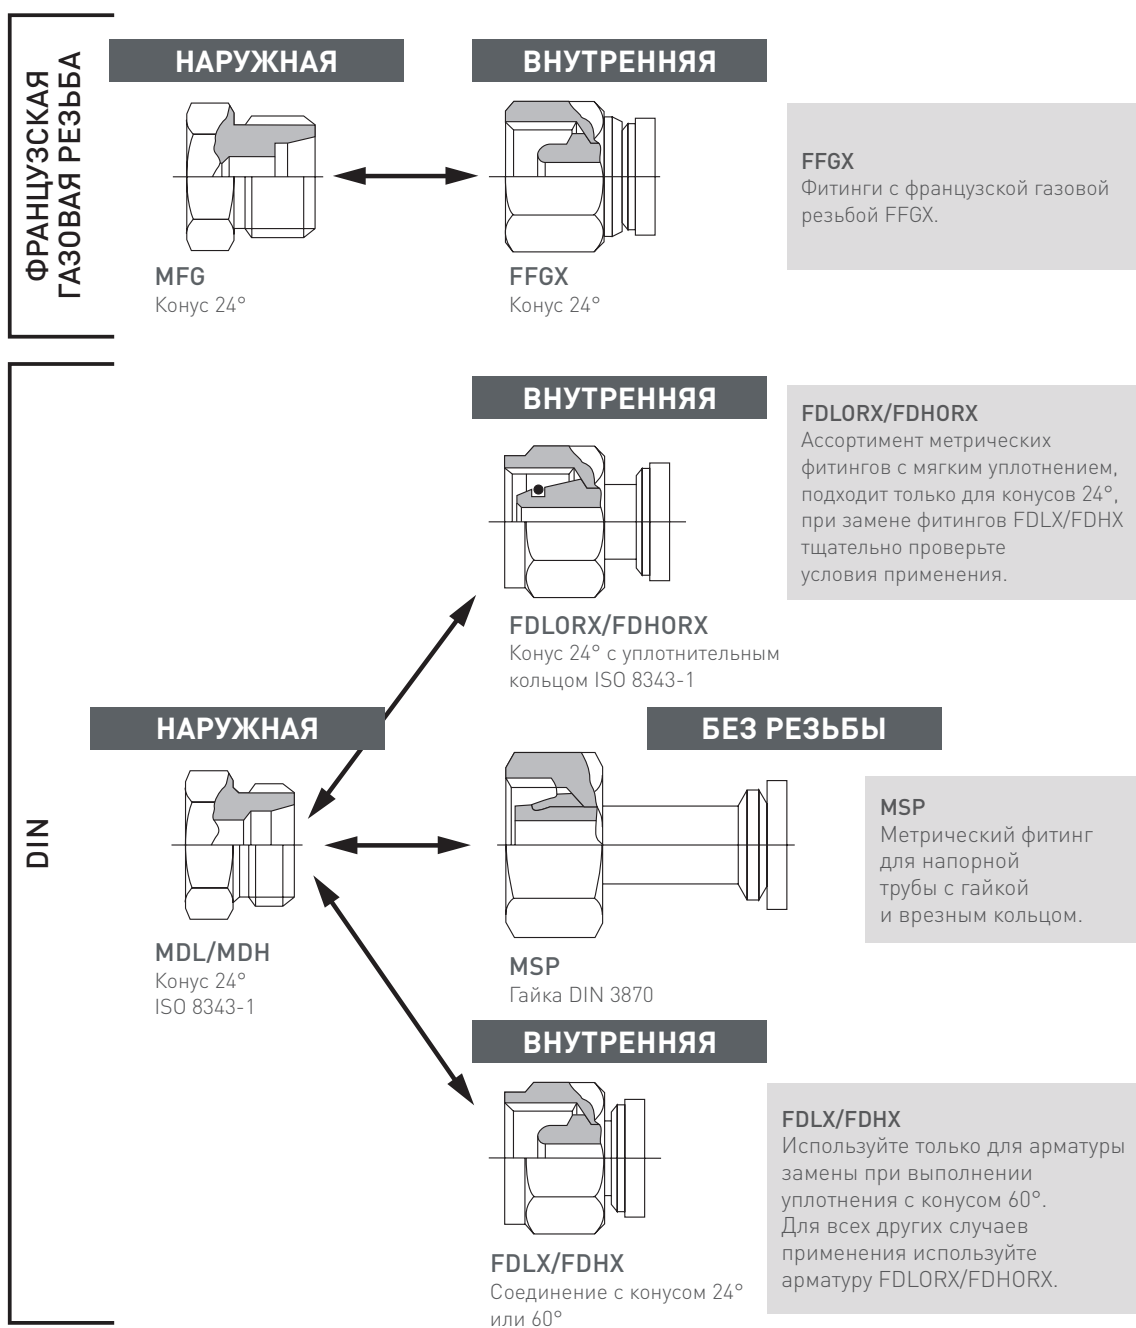 ФРАНЦУЗСКАЯ
ГАЗОВАЯ РЕЗЬБА
НАРУЖНАЯ
ВНУТРЕННЯЯ
MFG
Конус 24°
FFGX
Конус 24°
FFGX
Фитинги с французской газовой
резьбой FFGX.
DIN
ВНУТРЕННЯЯ
FDLORX/FDHORX
Конус 24° с уплотнительным
кольцом ISO 8343-1
FDLORX/FDHORX
Ассортимент метрических
фитингов с мягким уплотнением,
подходит только для конусов 24°,
при замене фитингов FDLX/FDHX
тщательно проверьте
условия применения.
НАРУЖНАЯ
MDL/MDH
Конус 24°
ISO 8343-1
БЕЗ РЕЗЬБЫ
MSP
Гайка DIN 3870
MSP
Метрический фитинг
для напорной
трубы с гайкой
и врезным кольцом.
ВНУТРЕННЯЯ
FDLX/FDHX
Соединение с конусом 24°
или 60°
FDLX/FDHX
Используйте только для арматуры
замены при выполнении
уплотнения с конусом 60°.
Для всех других случаев
применения используйте
арматуру FDLORX/FDHORX.